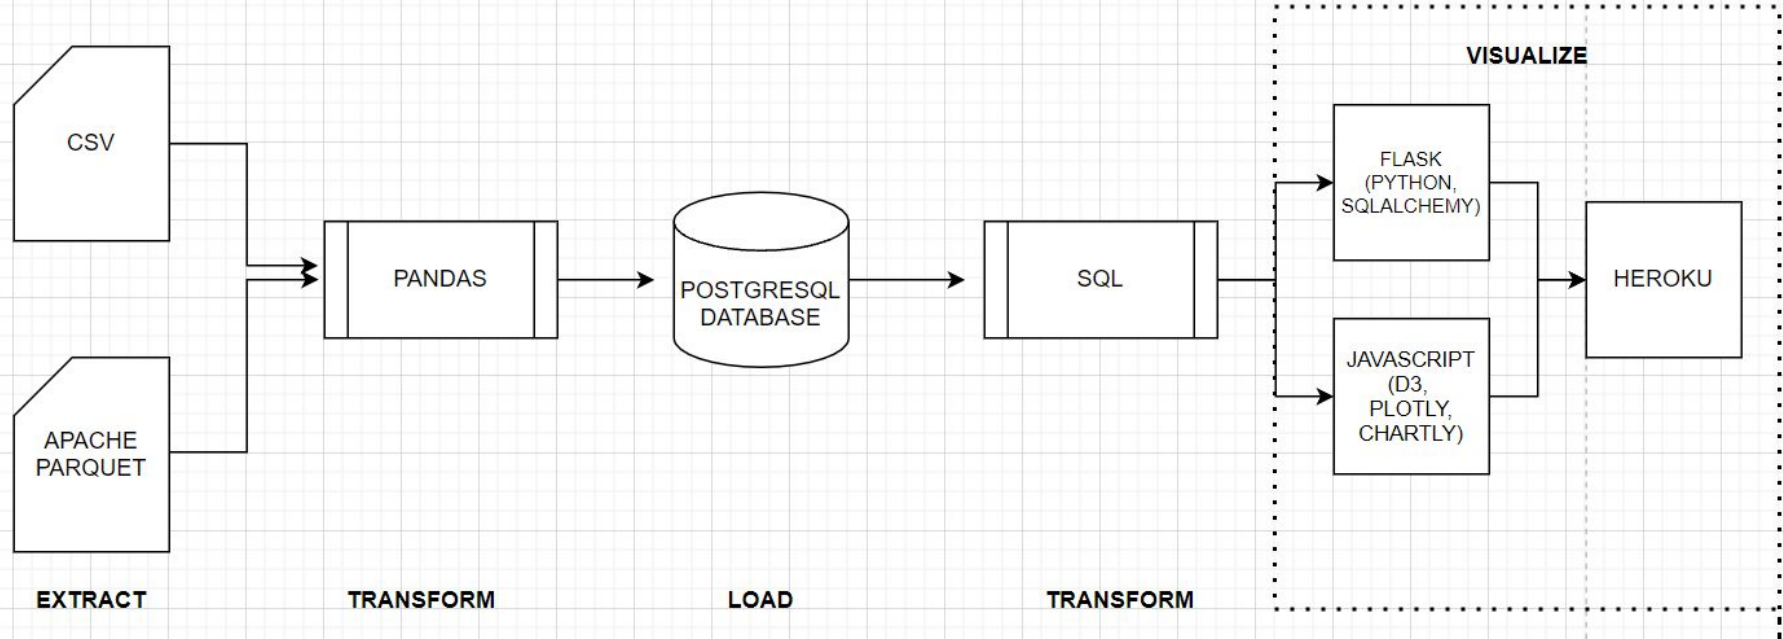 VISUALIZE
CSV
FLASK
(PYTHON,
SQLALCHEMY)
PANDAS
POSTGRESQL
DATABASE
SQL
HEROKU
JAVASCRIPT
(D3,
PLOTLY,
CHARTLY)
APACHE
PARQUET
EXTRACT
TRANSFORM
LOAD
TRANSFORM